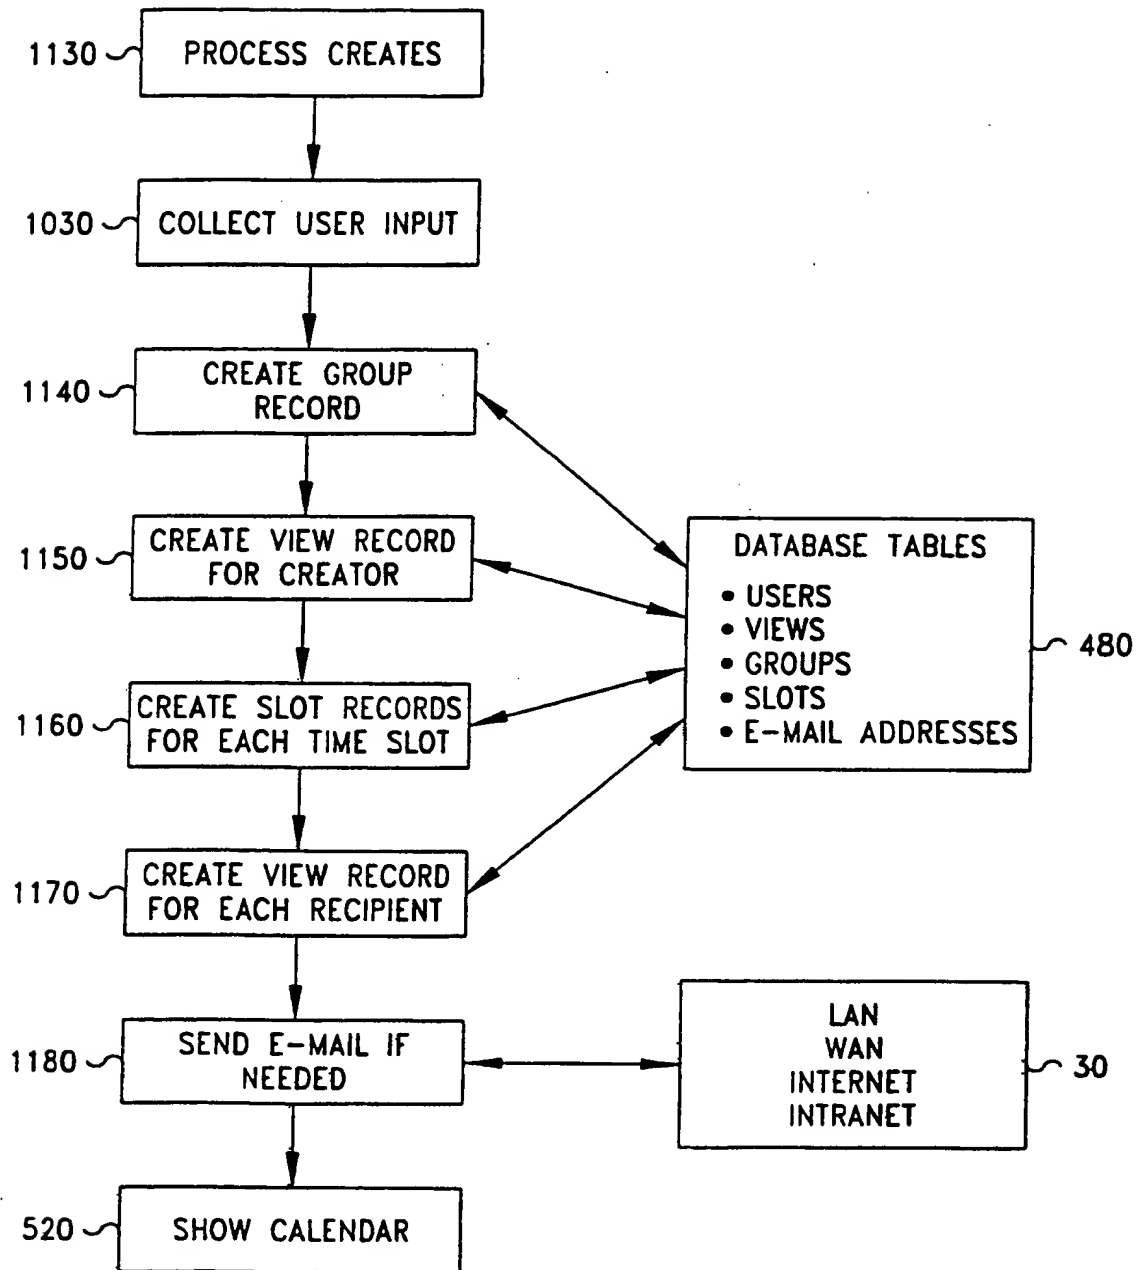 1130
PROCESS CREATES
1030
COLLECT USER INPUT
1140
CREATE GROUP
RECORD
1150
CREATE VIEW RECORD
FOR CREATOR
1160
CREATE SLOT RECORDS
FOR EACH TIME SLOT
1170
CREATE VIEW RECORD
FOR EACH RECIPIENT
1180
SEND E-MAIL IF
NEEDED
520
SHOW CALENDAR
DATABASE TABLES
• USERS
• VIEWS
• GROUPS
• SLOTS
• E-MAIL ADDRESSES
480
LAN
WAN
INTERNET
INTRANET
30